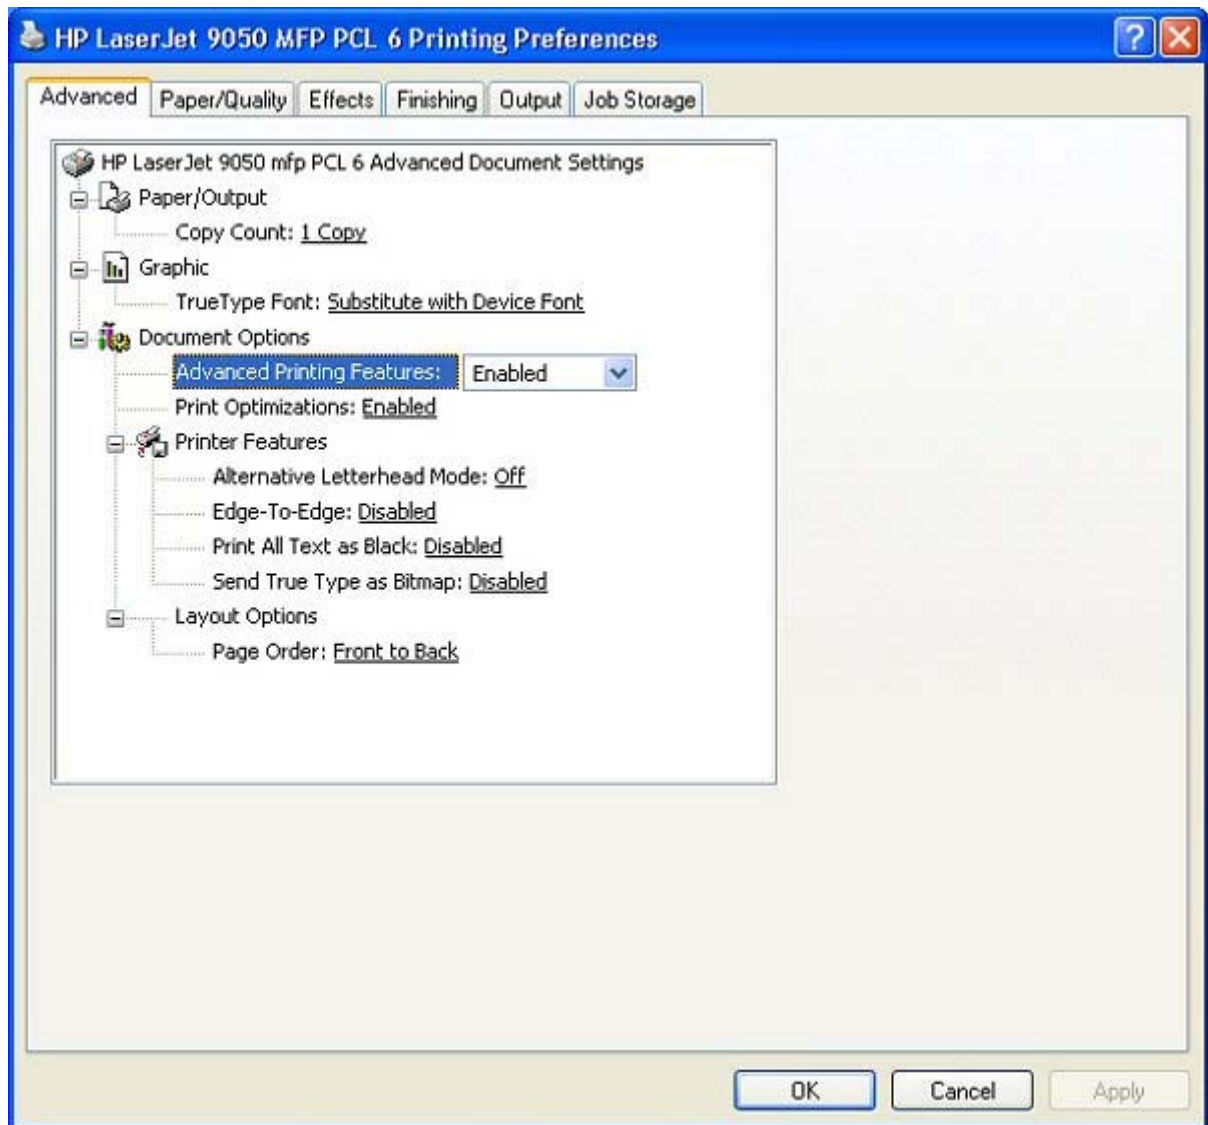 HP LaserJet 9050 MFP PCL 6 Printing Preferences
Advanced Paper/Quality Effects Finishing Output Job Storage
HP LaserJet 9050 mfp PCL 6 Advanced Document Settings
Paper/Output
Copy Count: 1 Copy
Graphic
TrueType Font: Substitute with Device Font
Document Options
Advanced Printing Features: Enabled
Print Optimizations: Enabled
Printer Features
Alternative Letterhead Mode: Off
Edge-To-Edge: Disabled
Print All Text as Black: Disabled
Send True Type as Bitmap: Disabled
Layout Options
Page Order: Front to Back
OK Cancel Apply